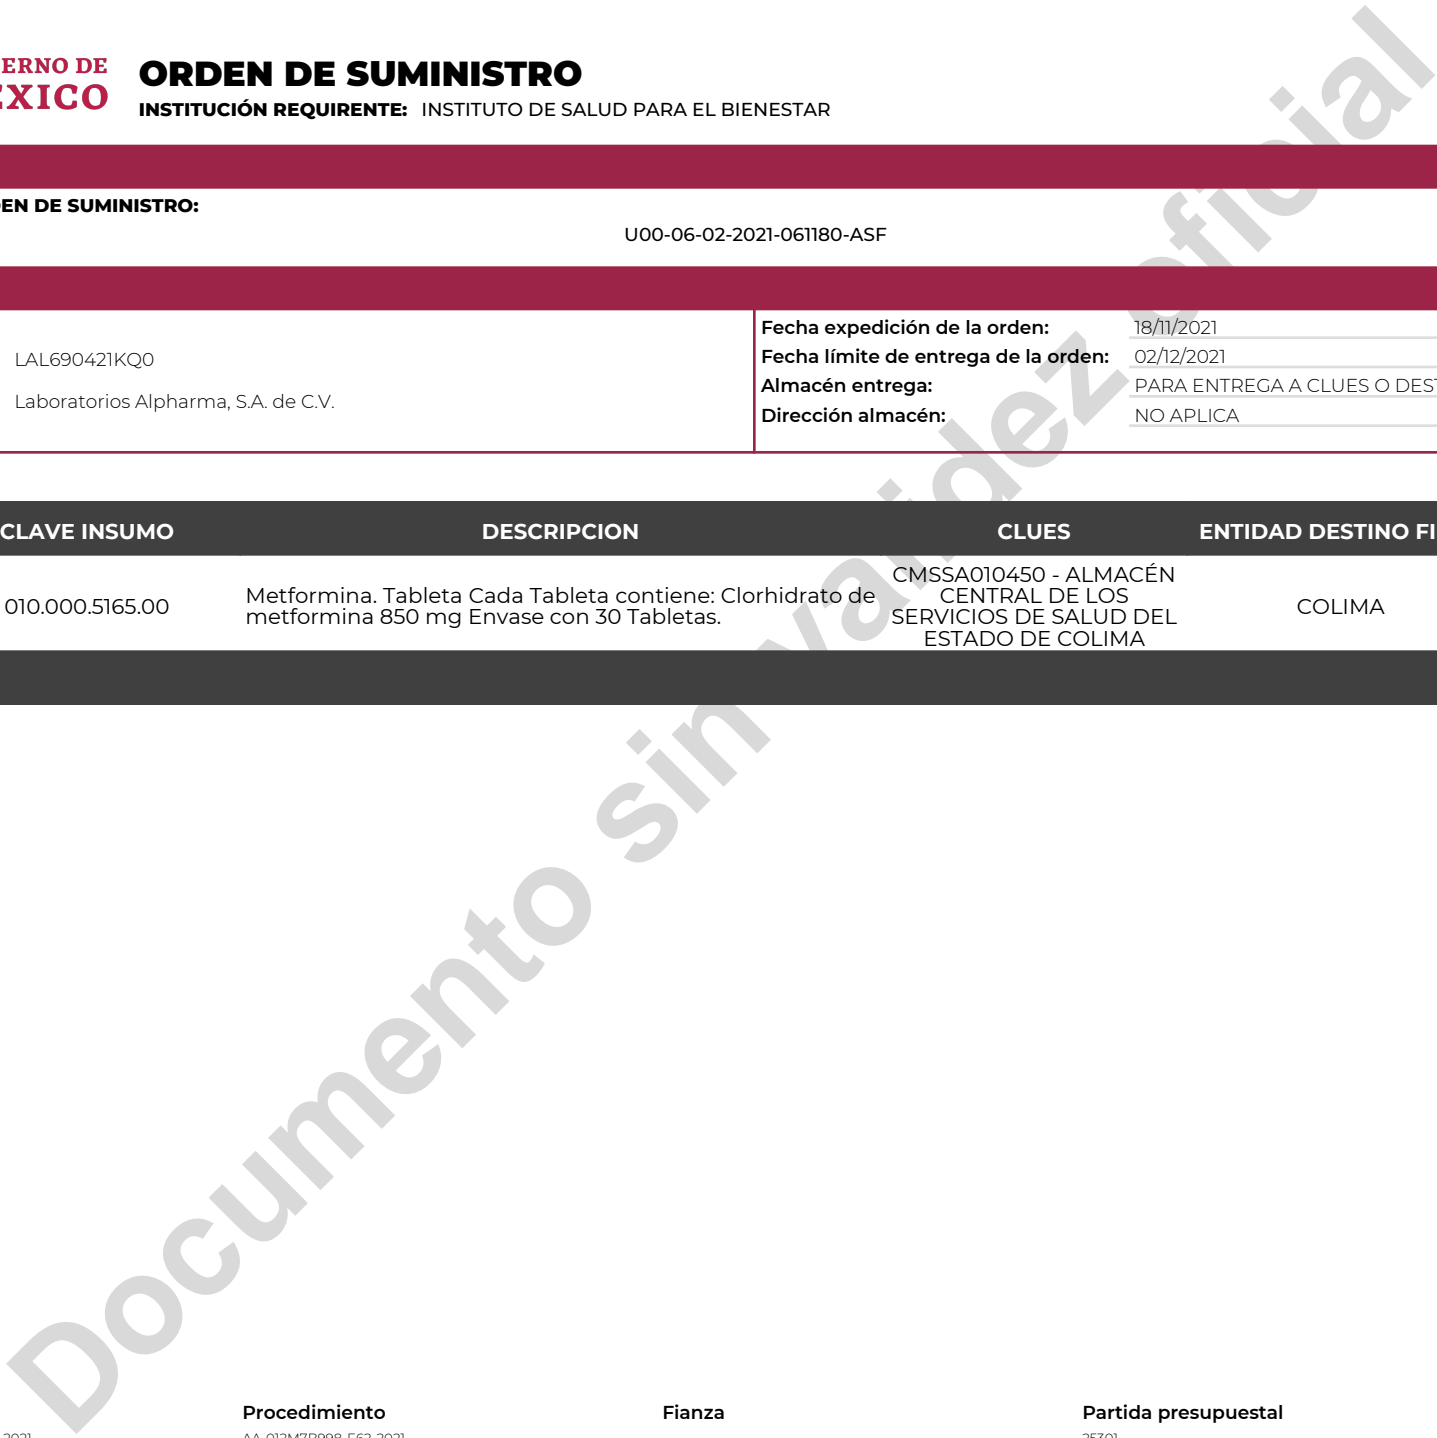 ERNO DE
ORDEN DE SUMINISTRO
INSTITUCIÓN REQUIRENTE: INSTITUTO DE SALUD PARA EL BIENESTAR
EN DE SUMINISTRO:
U00-06-02-2021-061180-ASF
LAL690421KQ0
Laboratorios Alpharma, S.A. de C.V.
Fecha expedición de la orden: 18/11/2021
Fecha límite de entrega de la orden: 02/12/2021
Almacén entrega: PARA ENTREGA A CLUES O DEST
Dirección almacén: NO APLICA
CLAVE INSUMO DESCRIPCION CLUES ENTIDAD DESTINO FI
010.000.5165.00
Metformina. Tableta Cada Tableta contiene: Clorhidrato de
metformina 850 mg Envase con 30 Tabletas.
CMSSA010450 - ALMACÉN
CENTRAL DE LOS
SERVICIOS DE SALUD DEL
ESTADO DE COLIMA
COLIMA
Documento sin validez oficial
Procedimiento Fianza Partida presupuestal